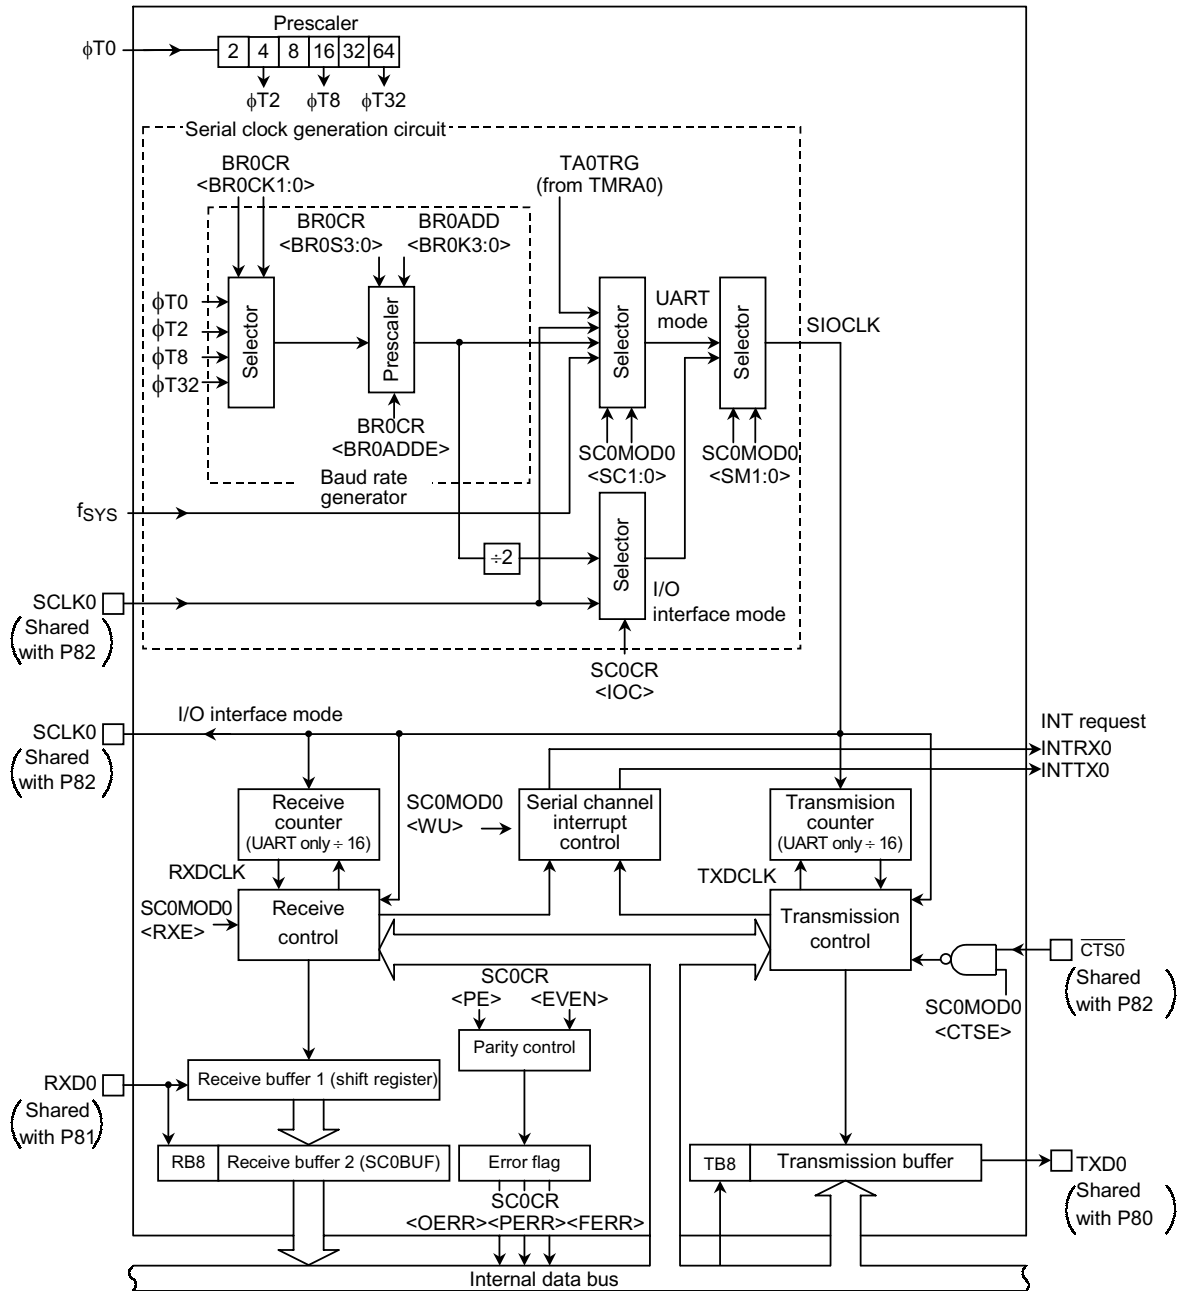 Prescaler
ϕT0
2 4 8 16 32 64
ϕT2 ϕT8 ϕT32
Serial clock generation circuit
BR0CR
<BR0CK1:0>
TA0TRG
(from TMRA0)
BR0CR
<BR0S3:0>
BR0ADD
<BR0K3:0>
ϕT0
ϕT2
ϕT8
ϕT32
Selector
Prescaler
Selector
UART
mode
Selector
SIOCLK
BR0CR
<BR0ADDE>
SC0MOD0
<SC1:0>
SC0MOD0
<SM1:0>
Baud rate
generator
fSYS
÷2
Selector
I/O
interface mode
SCLK0
(Shared
with P82)
SC0CR
<IOC>
SCLK0
(Shared
with P82)
I/O interface mode
INT request
INTRX0
INTTX0
Receive
counter
(UART only ÷ 16)
SC0MOD0
<WU>
Serial channel
interrupt
control
Transmision
counter
(UART only ÷ 16)
RXDCLK
TXDCLK
SC0MOD0
<RXE>
Receive
control
Transmission
control
CTS0
(Shared
with P82)
SC0MOD0
<CTSE>
SC0CR
<PE> <EVEN>
Parity control
RXD0
(Shared
with P81)
Receive buffer 1 (shift register)
RB8
Receive buffer 2 (SC0BUF)
Error flag
TB8
Transmission buffer
TXD0
(Shared
with P80)
SC0CR
<OERR><PERR><FERR>
Internal data bus